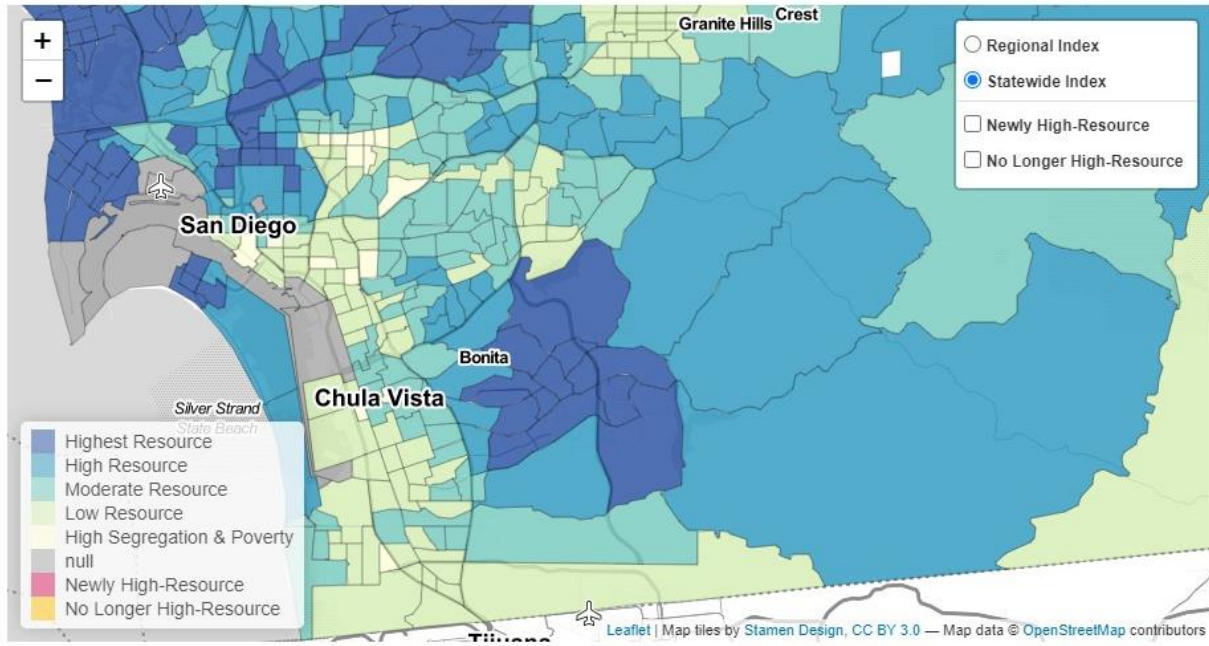 +
−
Granite Hills
Crest
Regional Index
Statewide Index
Newly High-Resource
No Longer High-Resource
San Diego
Bonita
Chula Vista
Silver Strand
State Beach
Highest Resource
High Resource
Moderate Resource
Low Resource
High Segregation & Poverty
null
Newly High-Resource
No Longer High-Resource
Tijuana
Leaflet | Map tiles by Stamen Design, CC BY 3.0 — Map data © OpenStreetMap contributors